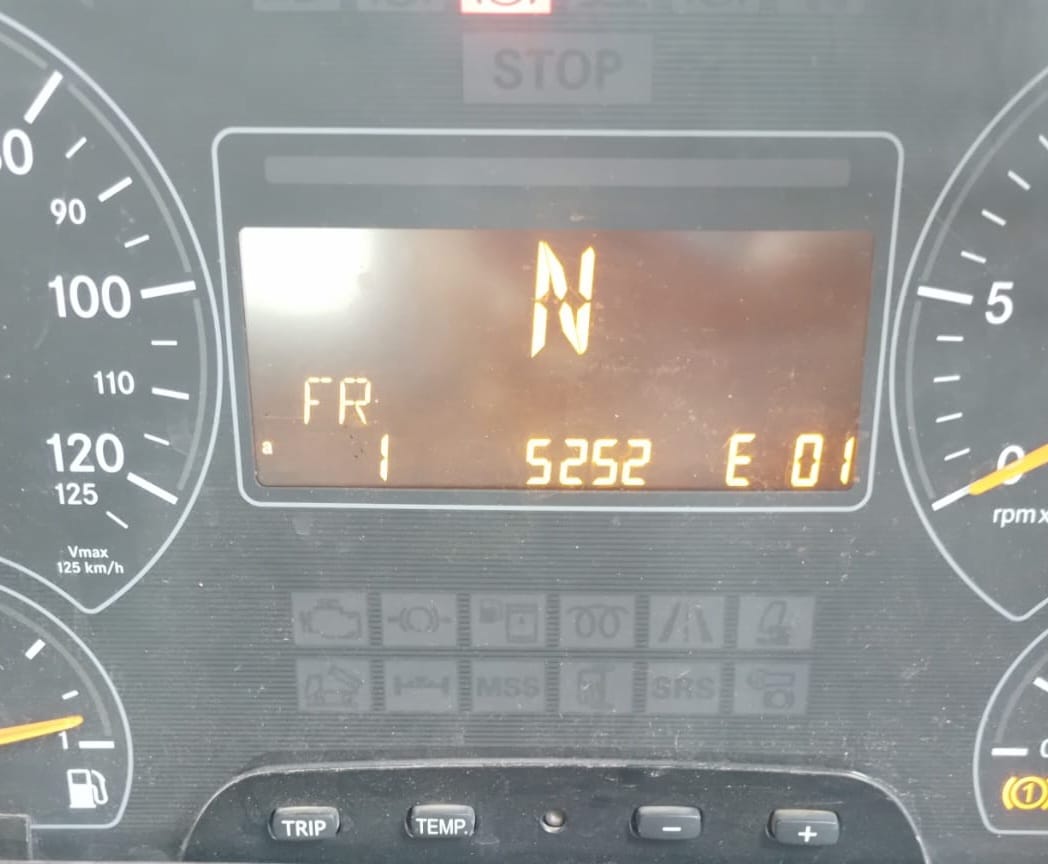 STOP
90
100
110
120
125
Vmax
125 km/h
N
FR
a 1 5252 E 01
5
0
rpm x
MSS
SRS
1
1
TRIP TEMP. - +